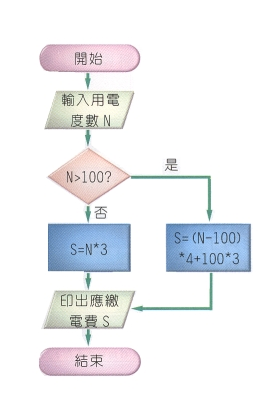 開始
輸入用電
度數 N
N>100?
是
否
S=N*3
S=(N-100)
*4+100*3
印出應繳
電費 S
結束